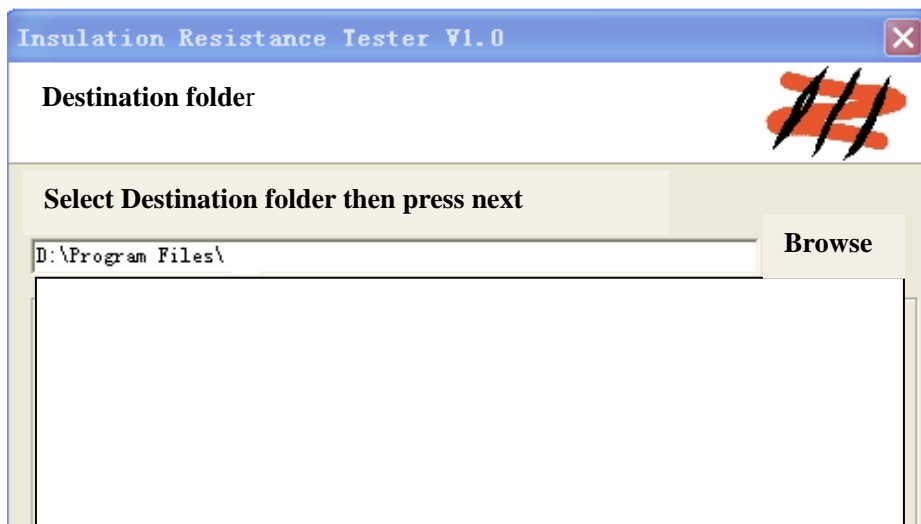 Insulation Resistance Tester V1.0
Destination folder
Select Destination folder then press next
D:\Program Files\
Browse